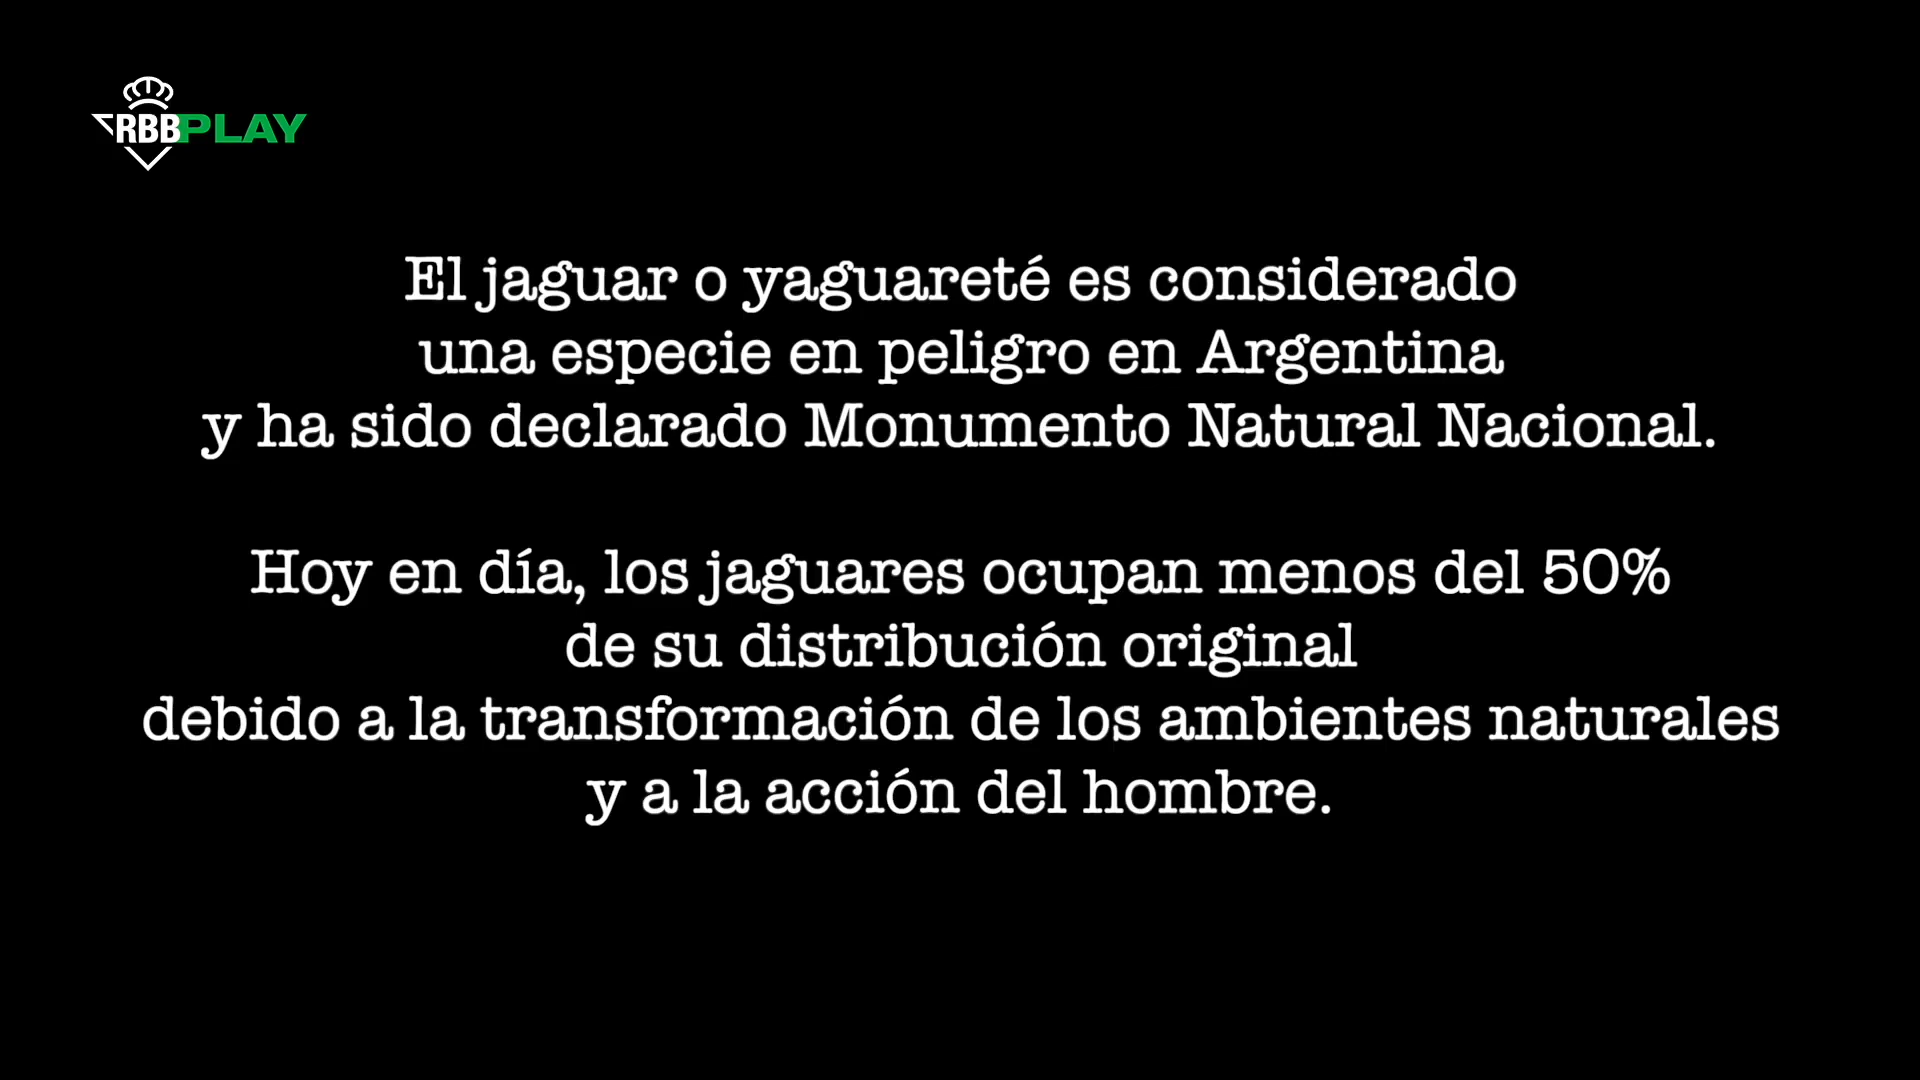 RBBPLAY
El jaguar o yaguareté es considerado
una especie en peligro en Argentina
y ha sido declarado Monumento Natural Nacional.
Hoy en día, los jaguares ocupan menos del 50%
de su distribución original
debido a la transformación de los ambientes naturales
y a la acción del hombre.